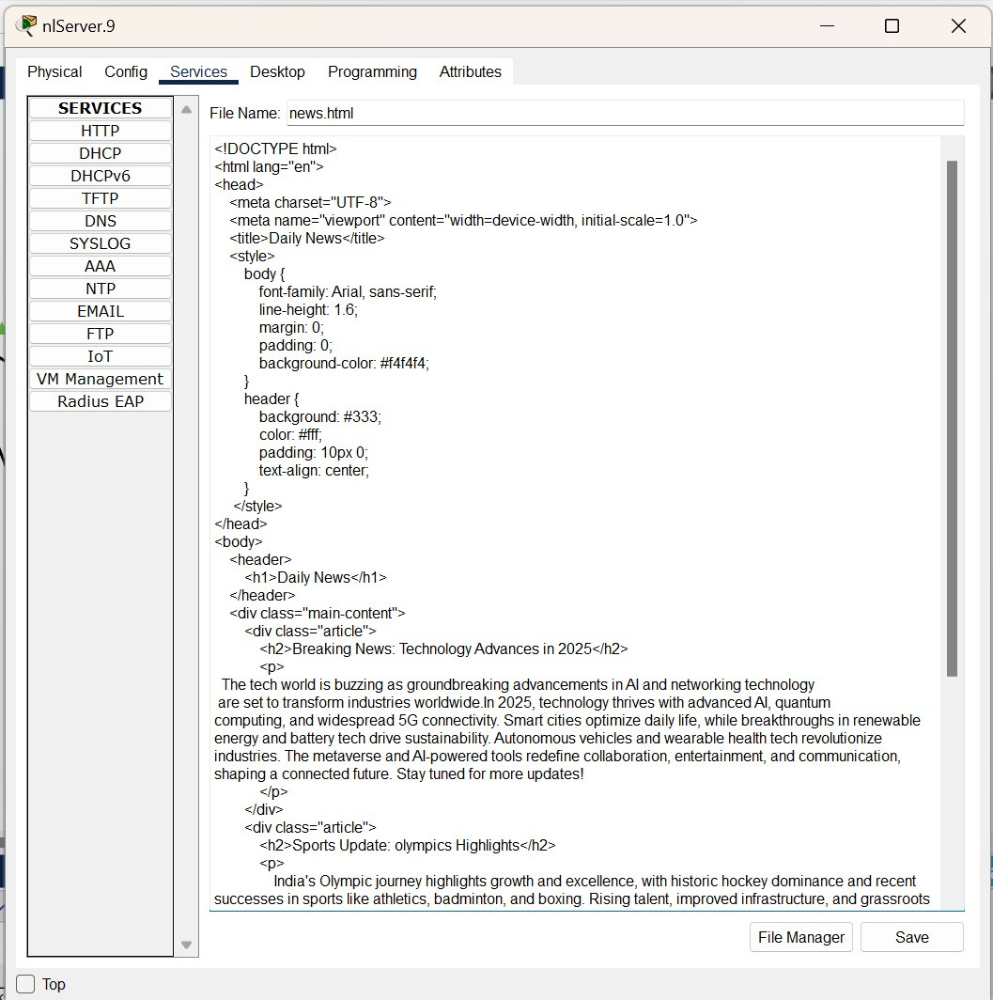 nlServer.9
Physical Config Services Desktop Programming Attributes
SERVICES
HTTP
DHCP
DHCPv6
TFTP
DNS
SYSLOG
AAA
NTP
EMAIL
FTP
IoT
VM Management
Radius EAP
File Name: news.html
<!DOCTYPE html>
<html lang="en">
<head>
    <meta charset="UTF-8">
    <meta name="viewport" content="width=device-width, initial-scale=1.0">
    <title>Daily News</title>
    <style>
        body {
            font-family: Arial, sans-serif;
            line-height: 1.6;
            margin: 0;
            padding: 0;
            background-color: #f4f4f4;
        }
        header {
            background: #333;
            color: #fff;
            padding: 10px 0;
            text-align: center;
        }
     </style>
</head>
<body>
    <header>
        <h1>Daily News</h1>
    </header>
    <div class="main-content">
        <div class="article">
            <h2>Breaking News: Technology Advances in 2025</h2>
            <p>
  The tech world is buzzing as groundbreaking advancements in AI and networking technology
 are set to transform industries worldwide.In 2025, technology thrives with advanced AI, quantum
computing, and widespread 5G connectivity. Smart cities optimize daily life, while breakthroughs in renewable
energy and battery tech drive sustainability. Autonomous vehicles and wearable health tech revolutionize
industries. The metaverse and AI-powered tools redefine collaboration, entertainment, and communication,
shaping a connected future. Stay tuned for more updates!
            </p>
        </div>
        <div class="article">
            <h2>Sports Update: olympics Highlights</h2>
            <p>
                India's Olympic journey highlights growth and excellence, with historic hockey dominance and recent
successes in sports like athletics, badminton, and boxing. Rising talent, improved infrastructure, and grassroots
File Manager Save
Top